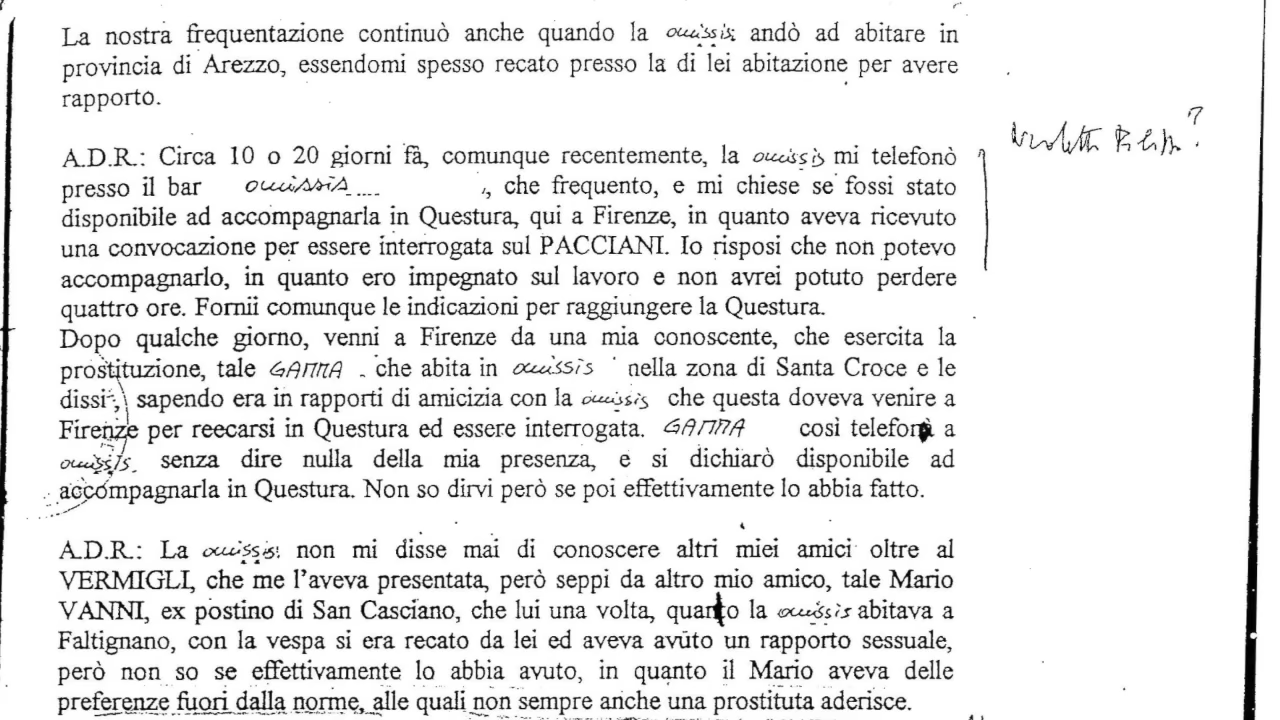 La nostra frequentazione continuò anche quando la omissis andò ad abitare in
provincia di Arezzo, essendomi spesso recato presso la di lei abitazione per avere
rapporto.
A.D.R.: Circa 10 o 20 giorni fà, comunque recentemente, la omissis mi telefonò
presso il bar omissis , che frequento, e mi chiese se fossi stato
disponibile ad accompagnarla in Questura, qui a Firenze, in quanto aveva ricevuto
una convocazione per essere interrogata sul PACCIANI. Io risposi che non potevo
accompagnarlo, in quanto ero impegnato sul lavoro e non avrei potuto perdere
quattro ore. Fornii comunque le indicazioni per raggiungere la Questura.
Dopo qualche giorno, venni a Firenze da una mia conoscente, che esercita la
prostituzione, tale GAMMA che abita in omissis nella zona di Santa Croce e le
dissi, sapendo era in rapporti di amicizia con la omissis che questa doveva venire a
Firenze per reecarsi in Questura ed essere interrogata. GAMMA così telefonò a
omissis senza dire nulla della mia presenza, e si dichiarò disponibile ad
accompagnarla in Questura. Non so dirvi però se poi effettivamente lo abbia fatto.
A.D.R.: La omissis non mi disse mai di conoscere altri miei amici oltre al
VERMIGLI, che me l'aveva presentata, però seppi da altro mio amico, tale Mario
VANNI, ex postino di San Casciano, che lui una volta, quanto la omissis abitava a
Faltignano, con la vespa si era recato da lei ed aveva avùto un rapporto sessuale,
però non so se effettivamente lo abbia avuto, in quanto il Mario aveva delle
preferenze fuori dalla norme, alle quali non sempre anche una prostituta aderisce.